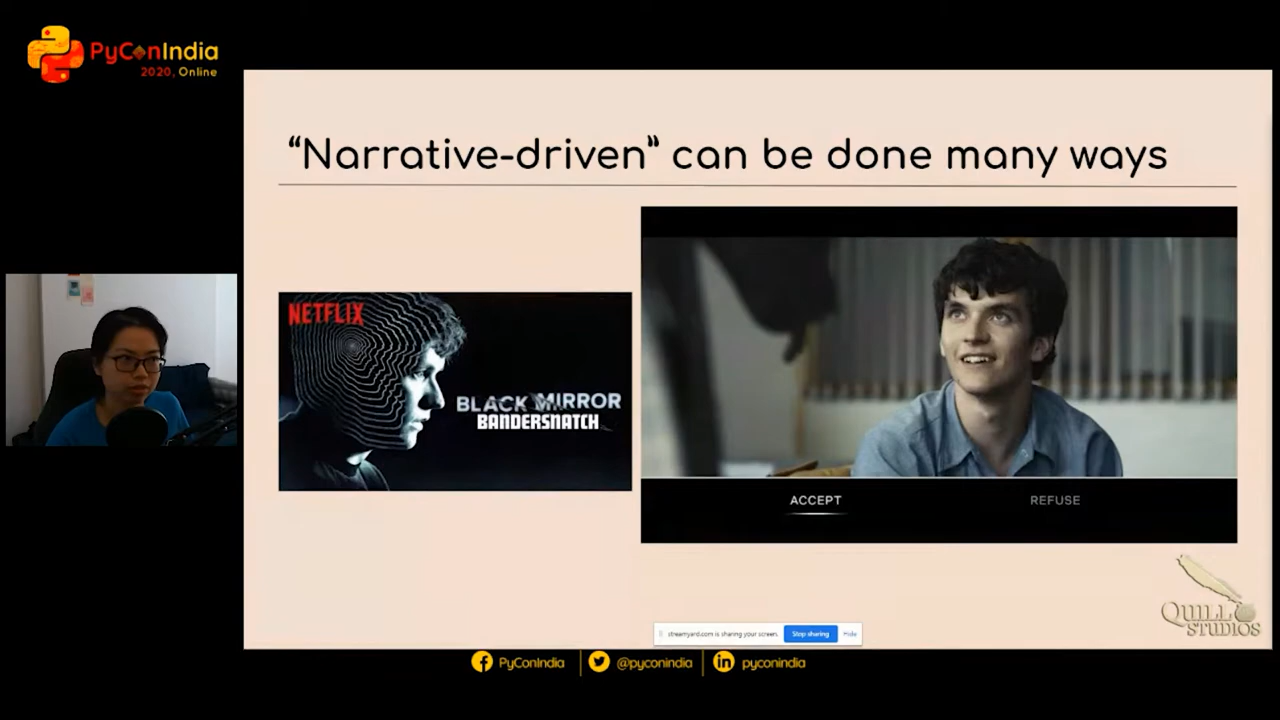 PyConIndia
2020, Online
“Narrative-driven” can be done many ways
NETFLIX
BLACK MIRROR
BANDERSNATCH
ACCEPT
REFUSE
QUILL
STUDIOS
streamyard.com is sharing your screen.
Stop sharing
Hide
PyConIndia
@pyconindia
pyconindia